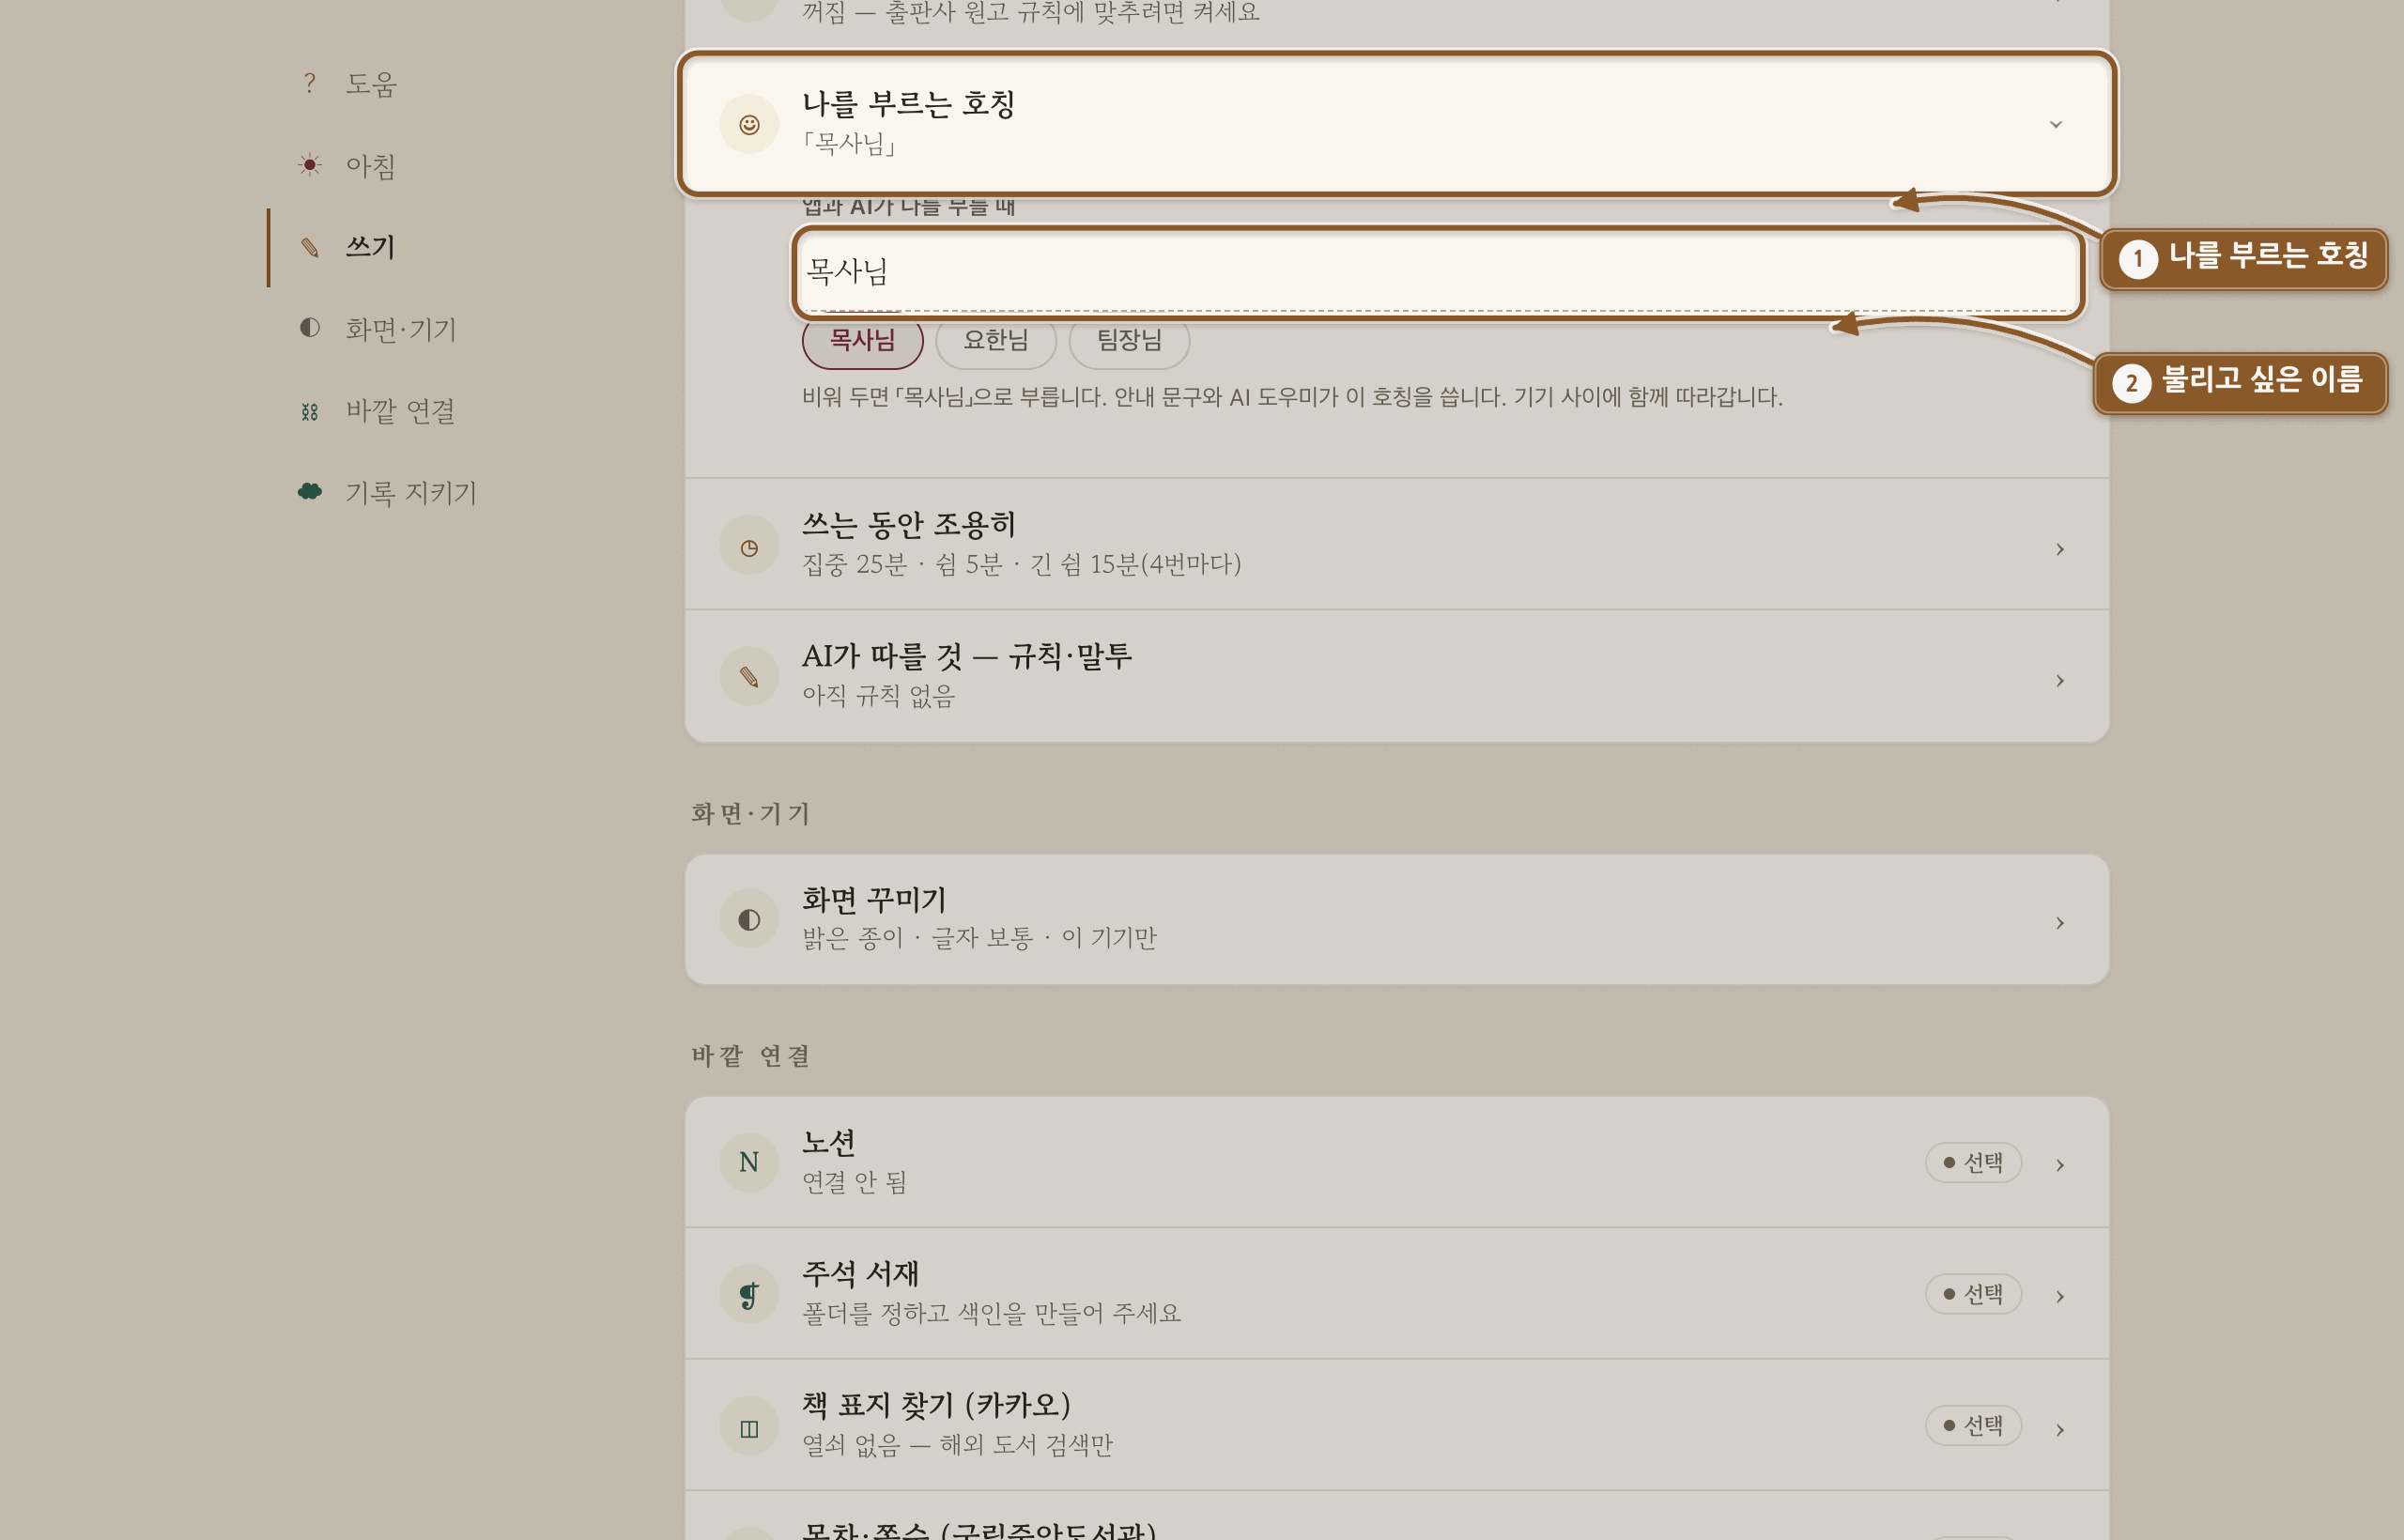 꺼짐 — 출판사 원고 규칙에 맞추려면 켜세요
? 도움
아침
쓰기
화면·기기
바깥 연결
기록 지키기
나를 부르는 호칭
「목사님」
앱과 AI가 나를 부를 때
목사님
목사님 요한님 팀장님
비워 두면 「목사님」으로 부릅니다. 안내 문구와 AI 도우미가 이 호칭을 씁니다. 기기 사이에 함께 따라갑니다.
1 나를 부르는 호칭
2 불리고 싶은 이름
쓰는 동안 조용히
집중 25분 · 쉼 5분 · 긴 쉼 15분(4번마다)
AI가 따를 것 — 규칙·말투
아직 규칙 없음
화면·기기
화면 꾸미기
밝은 종이 · 글자 보통 · 이 기기만
바깥 연결
N
노션
연결 안 됨
선택
주석 서재
폴더를 정하고 색인을 만들어 주세요
선택
책 표지 찾기 (카카오)
열쇠 없음 — 해외 도서 검색만
선택
목차·쪽수 (국립중앙도서관)